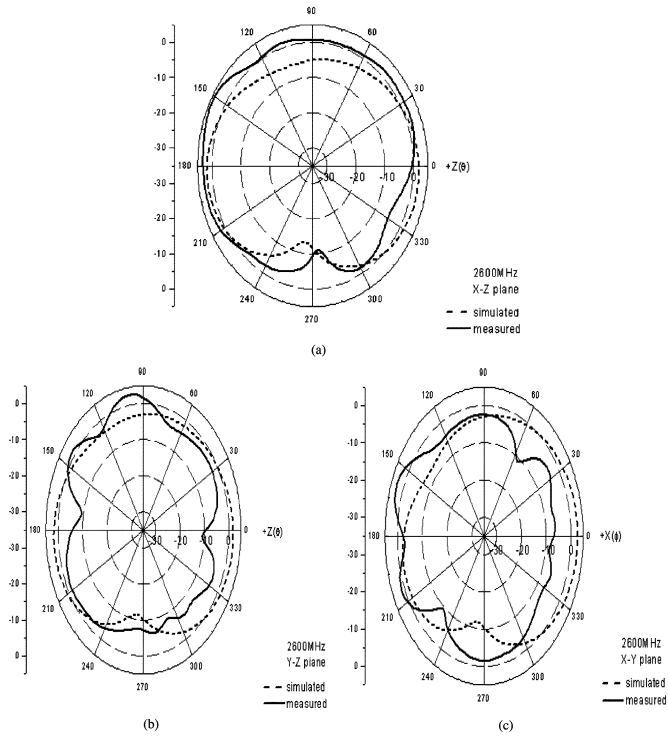 90
120 60
0
-10
150 30
-20
-30
180 -30 -20 -10 0 0 +Z(θ)
-30
-20
210 330
-10
0
240 300
270
2600MHz
X-Z plane
simulated
measured
(a)
90
120 60
0
-10
150 30
-20
-30
180 -30 -20 -10 0 0 +Z(θ)
-30
-20
210 330
-10
0
240 300
270
2600MHz
Y-Z plane
simulated
measured
(b)
90
120 60
0
-10
150 30
-20
-30
180 -30 -20 -10 0 0 +X(ϕ)
-30
-20
210 330
-10
0
240 300
270
2600MHz
X-Y plane
simulated
measured
(c)